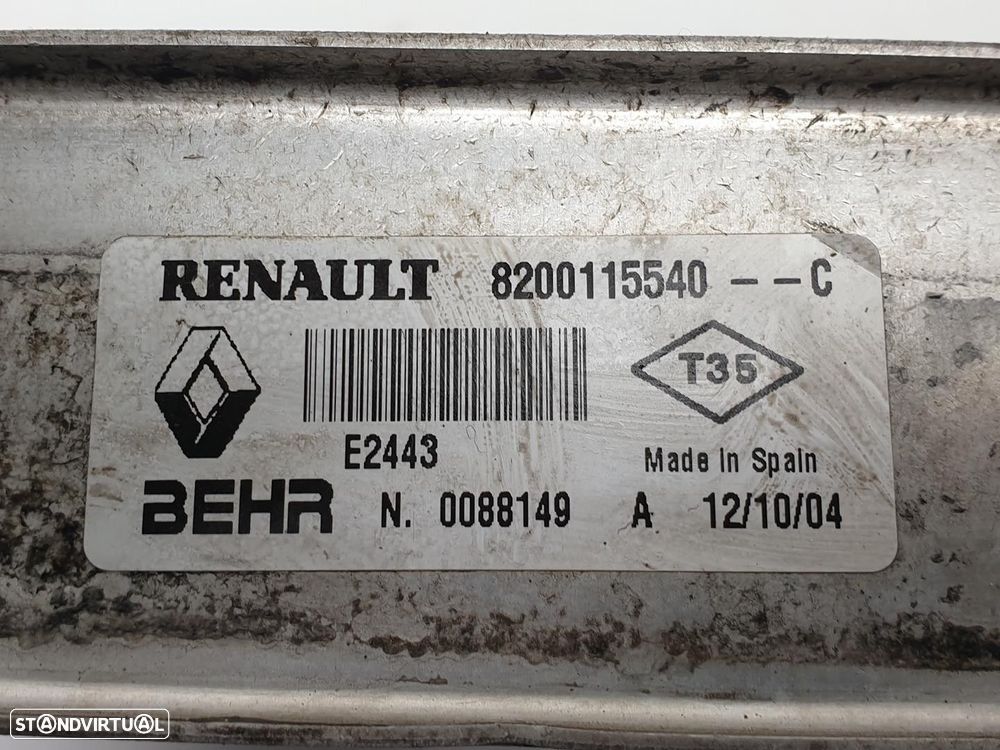 RENAULT 8200115540 -- C
T35
E2443
Made in Spain
BEHR N. 0088149 A 12/10/04
STANDVIRTUAL